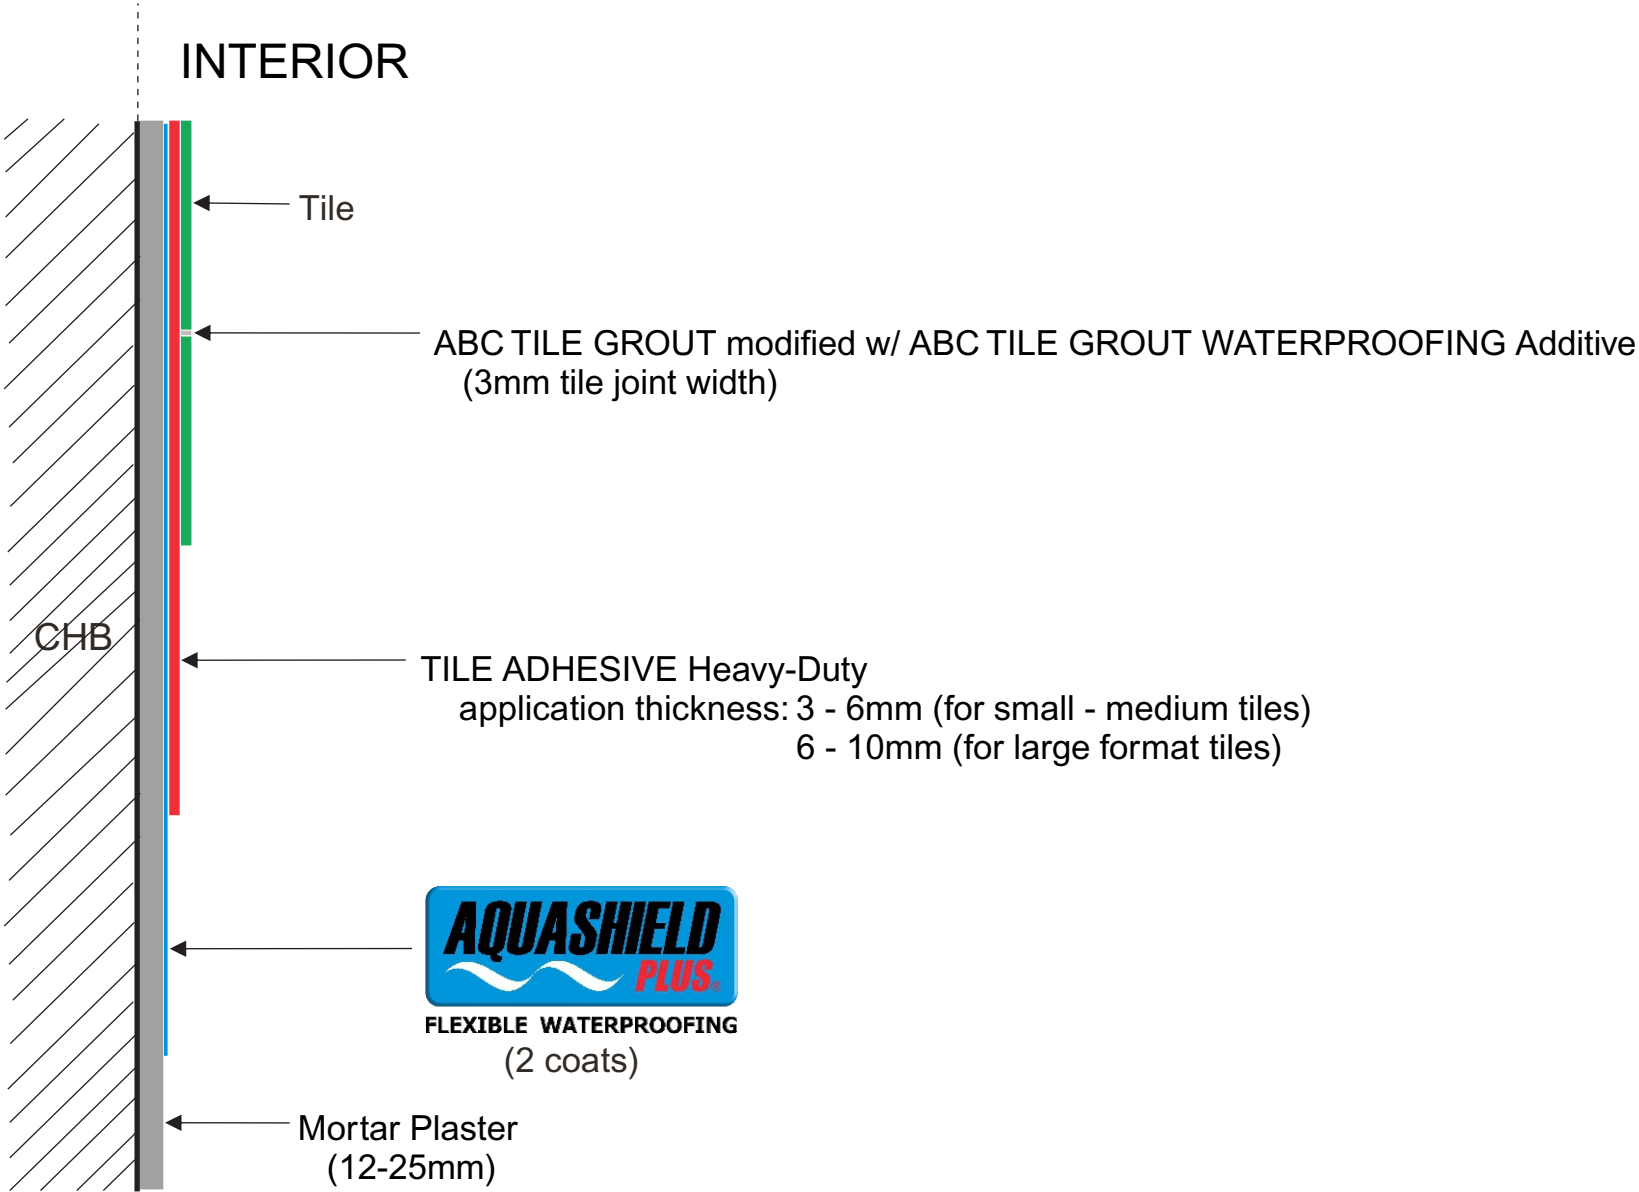 INTERIOR
Tile
ABC TILE GROUT modified w/ ABC TILE GROUT WATERPROOFING Additive
(3mm tile joint width)
CHB
TILE ADHESIVE Heavy-Duty
application thickness: 3 - 6mm (for small - medium tiles)
6 - 10mm (for large format tiles)
AQUASHIELD
PLUS®
FLEXIBLE WATERPROOFING
(2 coats)
Mortar Plaster
(12-25mm)